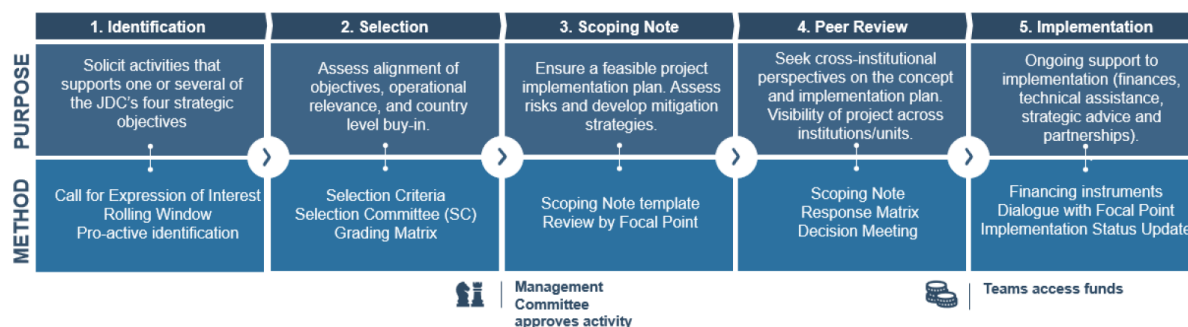 1. Identification
2. Selection
3. Scoping Note
4. Peer Review
5. Implementation
PURPOSE
Solicit activities that
supports one or several of
the JDC's four strategic
objectives
Assess alignment of
objectives, operational
relevance, and country
level buy-in.
Ensure a feasible project
implementation plan. Assess
risks and develop mitigation
strategies.
Seek cross-institutional
perspectives on the concept
and implementation plan.
Visibility of project across
institutions/units.
Ongoing support to
implementation (finances,
technical assistance,
strategic advice and
partnerships).
METHOD
Call for Expression of Interest
Rolling Window
Pro-active identification
Selection Criteria
Selection Committee (SC)
Grading Matrix
Scoping Note template
Review by Focal Point
Scoping Note
Response Matrix
Decision Meeting
Financing instruments
Dialogue with Focal Point
Implementation Status Update
Management
Committee
approves activity
Teams access funds